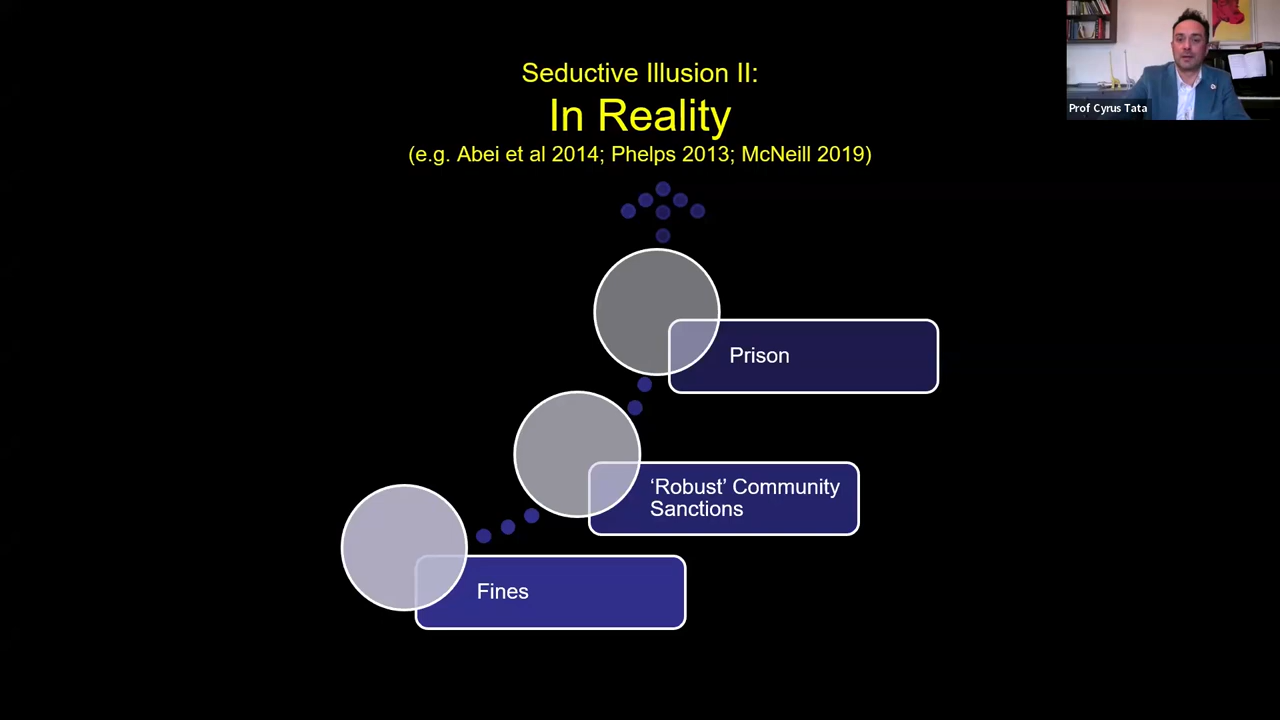 Seductive Illusion II:
In Reality
(e.g. Abei et al 2014; Phelps 2013; McNeill 2019)
Prof Cyrus Tata
Prison
‘Robust’ Community
Sanctions
Fines